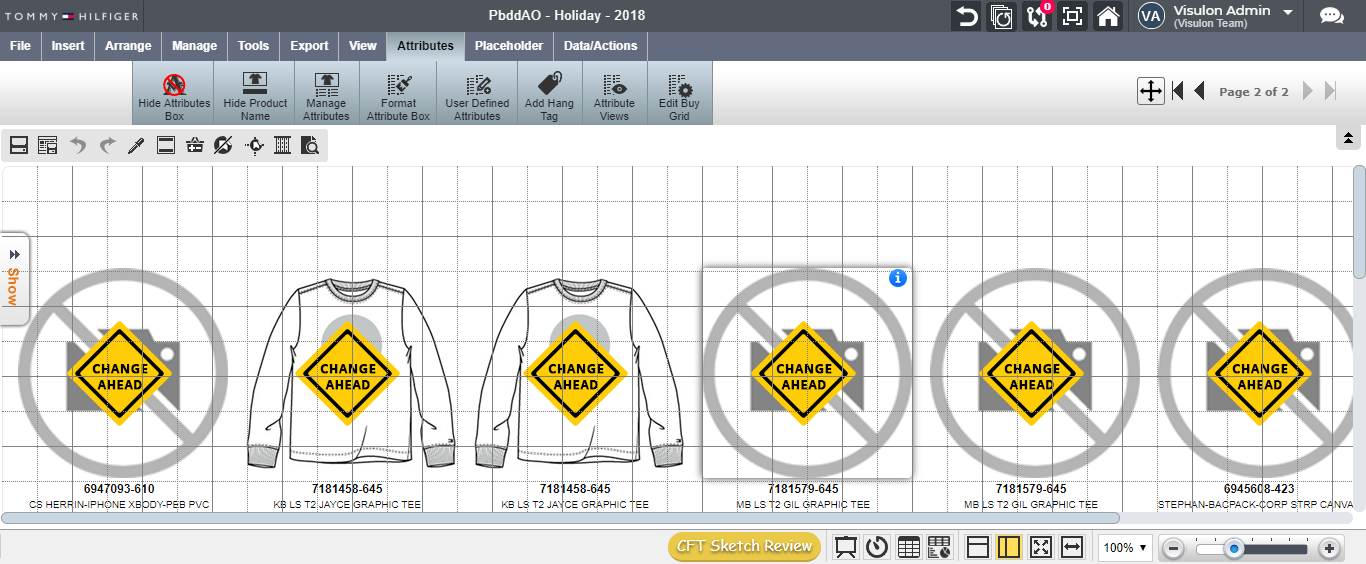 TOMMY HILFIGER
PbddAO - Holiday - 2018
0
VA
Visulon Admin
(Visulon Team)
File Insert Arrange Manage Tools Export View Attributes Placeholder Data/Actions
Hide Attributes Box
Hide Product Name
Manage Attributes
Format Attribute Box
User Defined Attributes
Add Hang Tag
Attribute Views
Edit Buy Grid
Page 2 of 2
Show
i
CHANGE AHEAD
CHANGE AHEAD
CHANGE AHEAD
CHANGE AHEAD
CHANGE AHEAD
CHANGE AHEAD
6947093-610 7181458-645 7181458-645 7181579-645 7181579-645 6945608-423
CS HERRIN-IPHONE XBODY-PEB PVC KB LS T2 JAYCE GRAPHIC TEE KB LS T2 JAYCE GRAPHIC TEE MB LS T2 GIL GRAPHIC TEE MB LS T2 GIL GRAPHIC TEE STEPHAN-BACPACK-CORP STRP CANVA
CFT Sketch Review
100%